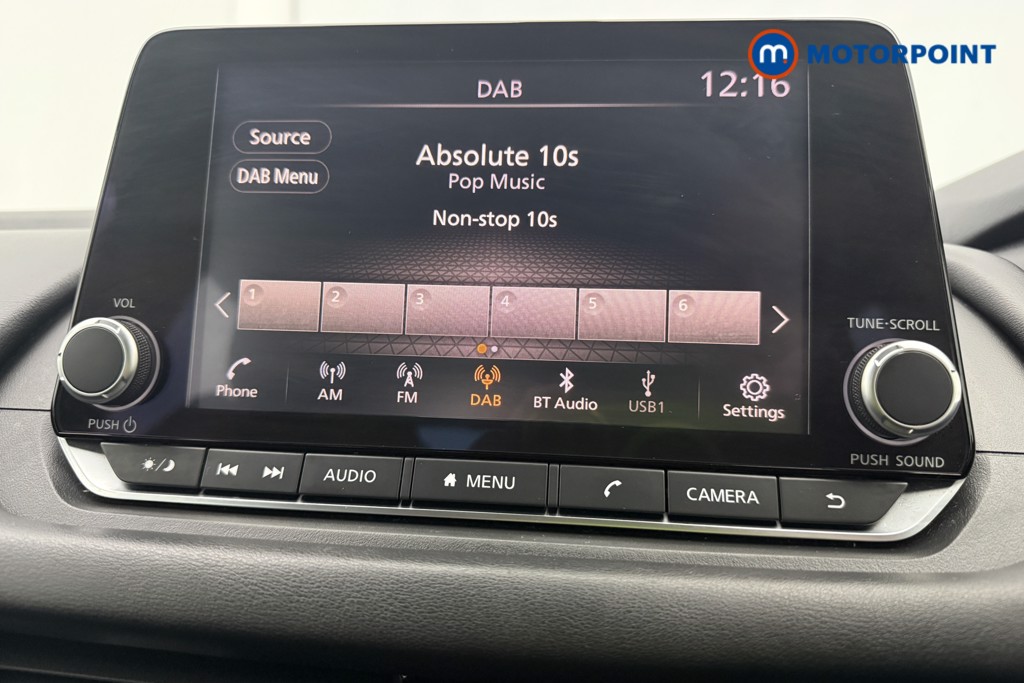 m. MOTORPOINT
DAB
12:16
Source
DAB Menu
Absolute 10s
Pop Music
Non-stop 10s
1 2 3 4 5 6
VOL
TUNE·SCROLL
Phone
AM
FM
DAB
BT Audio
USB1
Settings
PUSH
PUSH SOUND
AUDIO
MENU
CAMERA